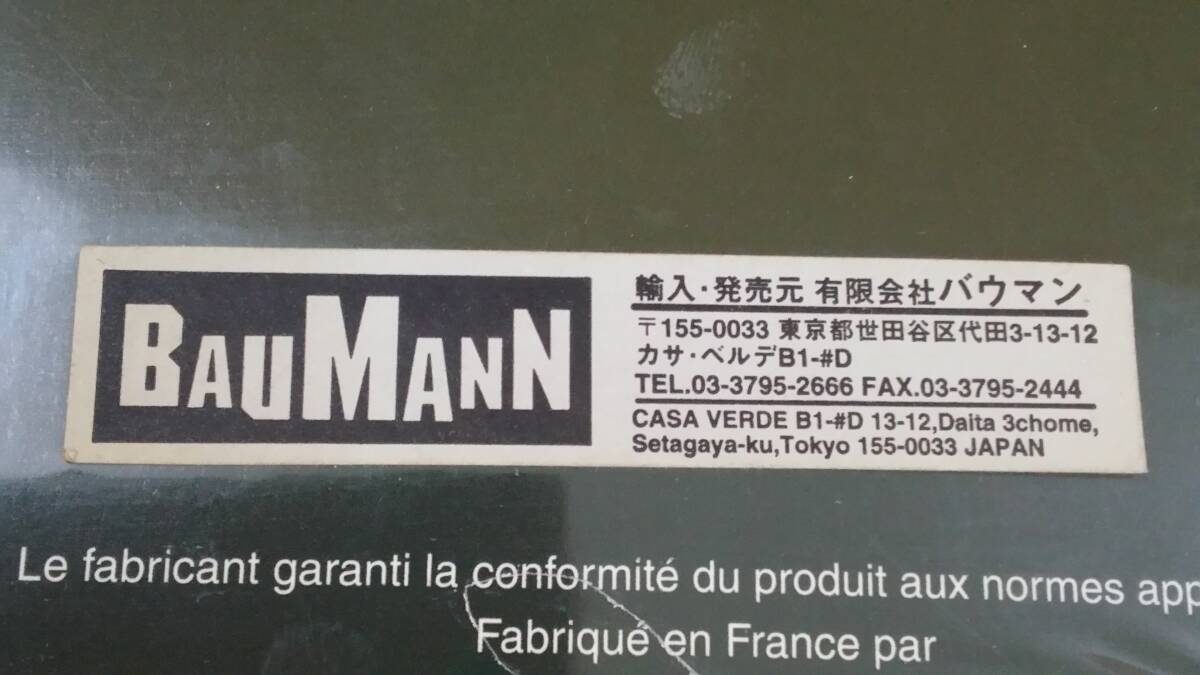 BAUMANN
輸入・発売元 有限会社バウマン
〒155-0033 東京都世田谷区代田3-13-12
カサ・ベルデB1-#D
TEL.03-3795-2666 FAX.03-3795-2444
CASA VERDE B1-#D 13-12,Daita 3chome,
Setagaya-ku,Tokyo 155-0033 JAPAN
Le fabricant garanti la conformité du produit aux normes app
Fabriqué en France par